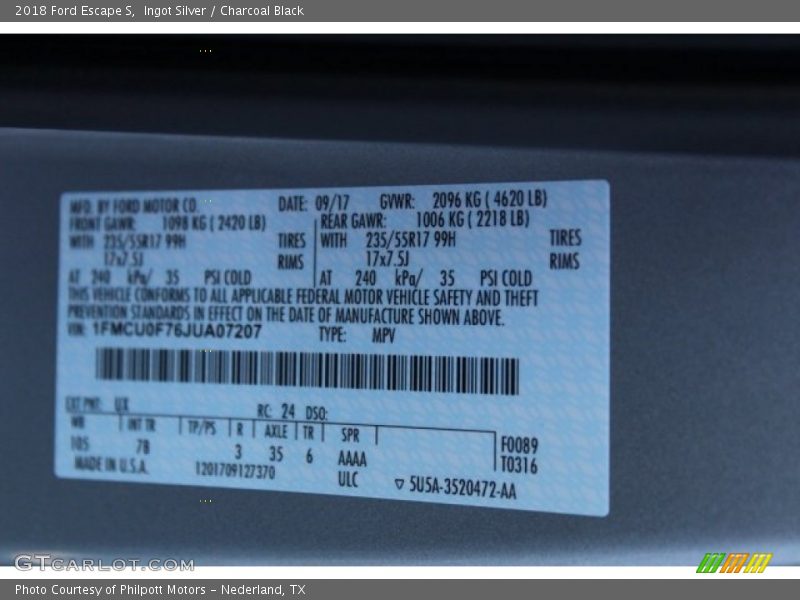 2018 Ford Escape S,  Ingot Silver / Charcoal Black
MFD. BY FORD MOTOR CO.
DATE: 09/17 GVWR: 2096 KG ( 4620 LB)
FRONT GAWR: 1098 KG ( 2420 LB) REAR GAWR: 1006 KG ( 2218 LB)
WITH 235/55R17 99H TIRES WITH 235/55R17 99H TIRES
17x7.5J RIMS 17x7.5J RIMS
AT 240 kPa/ 35 PSI COLD AT 240 kPa/ 35 PSI COLD
THIS VEHICLE CONFORMS TO ALL APPLICABLE FEDERAL MOTOR VEHICLE SAFETY AND THEFT
PREVENTION STANDARDS IN EFFECT ON THE DATE OF MANUFACTURE SHOWN ABOVE.
VIN: 1FMCU0F76JUA07207 TYPE: MPV
EXT PNT: UX RC: 24 DSO:
WB INT TR TP/PS R AXLE TR SPR F0089
105 7B 3 35 6 AAAA T0316
MADE IN U.S.A. 1201709127370 ULC ▽ 5U5A-3520472-AA
GTCARLOT.COM
Photo Courtesy of Philpott Motors - Nederland, TX